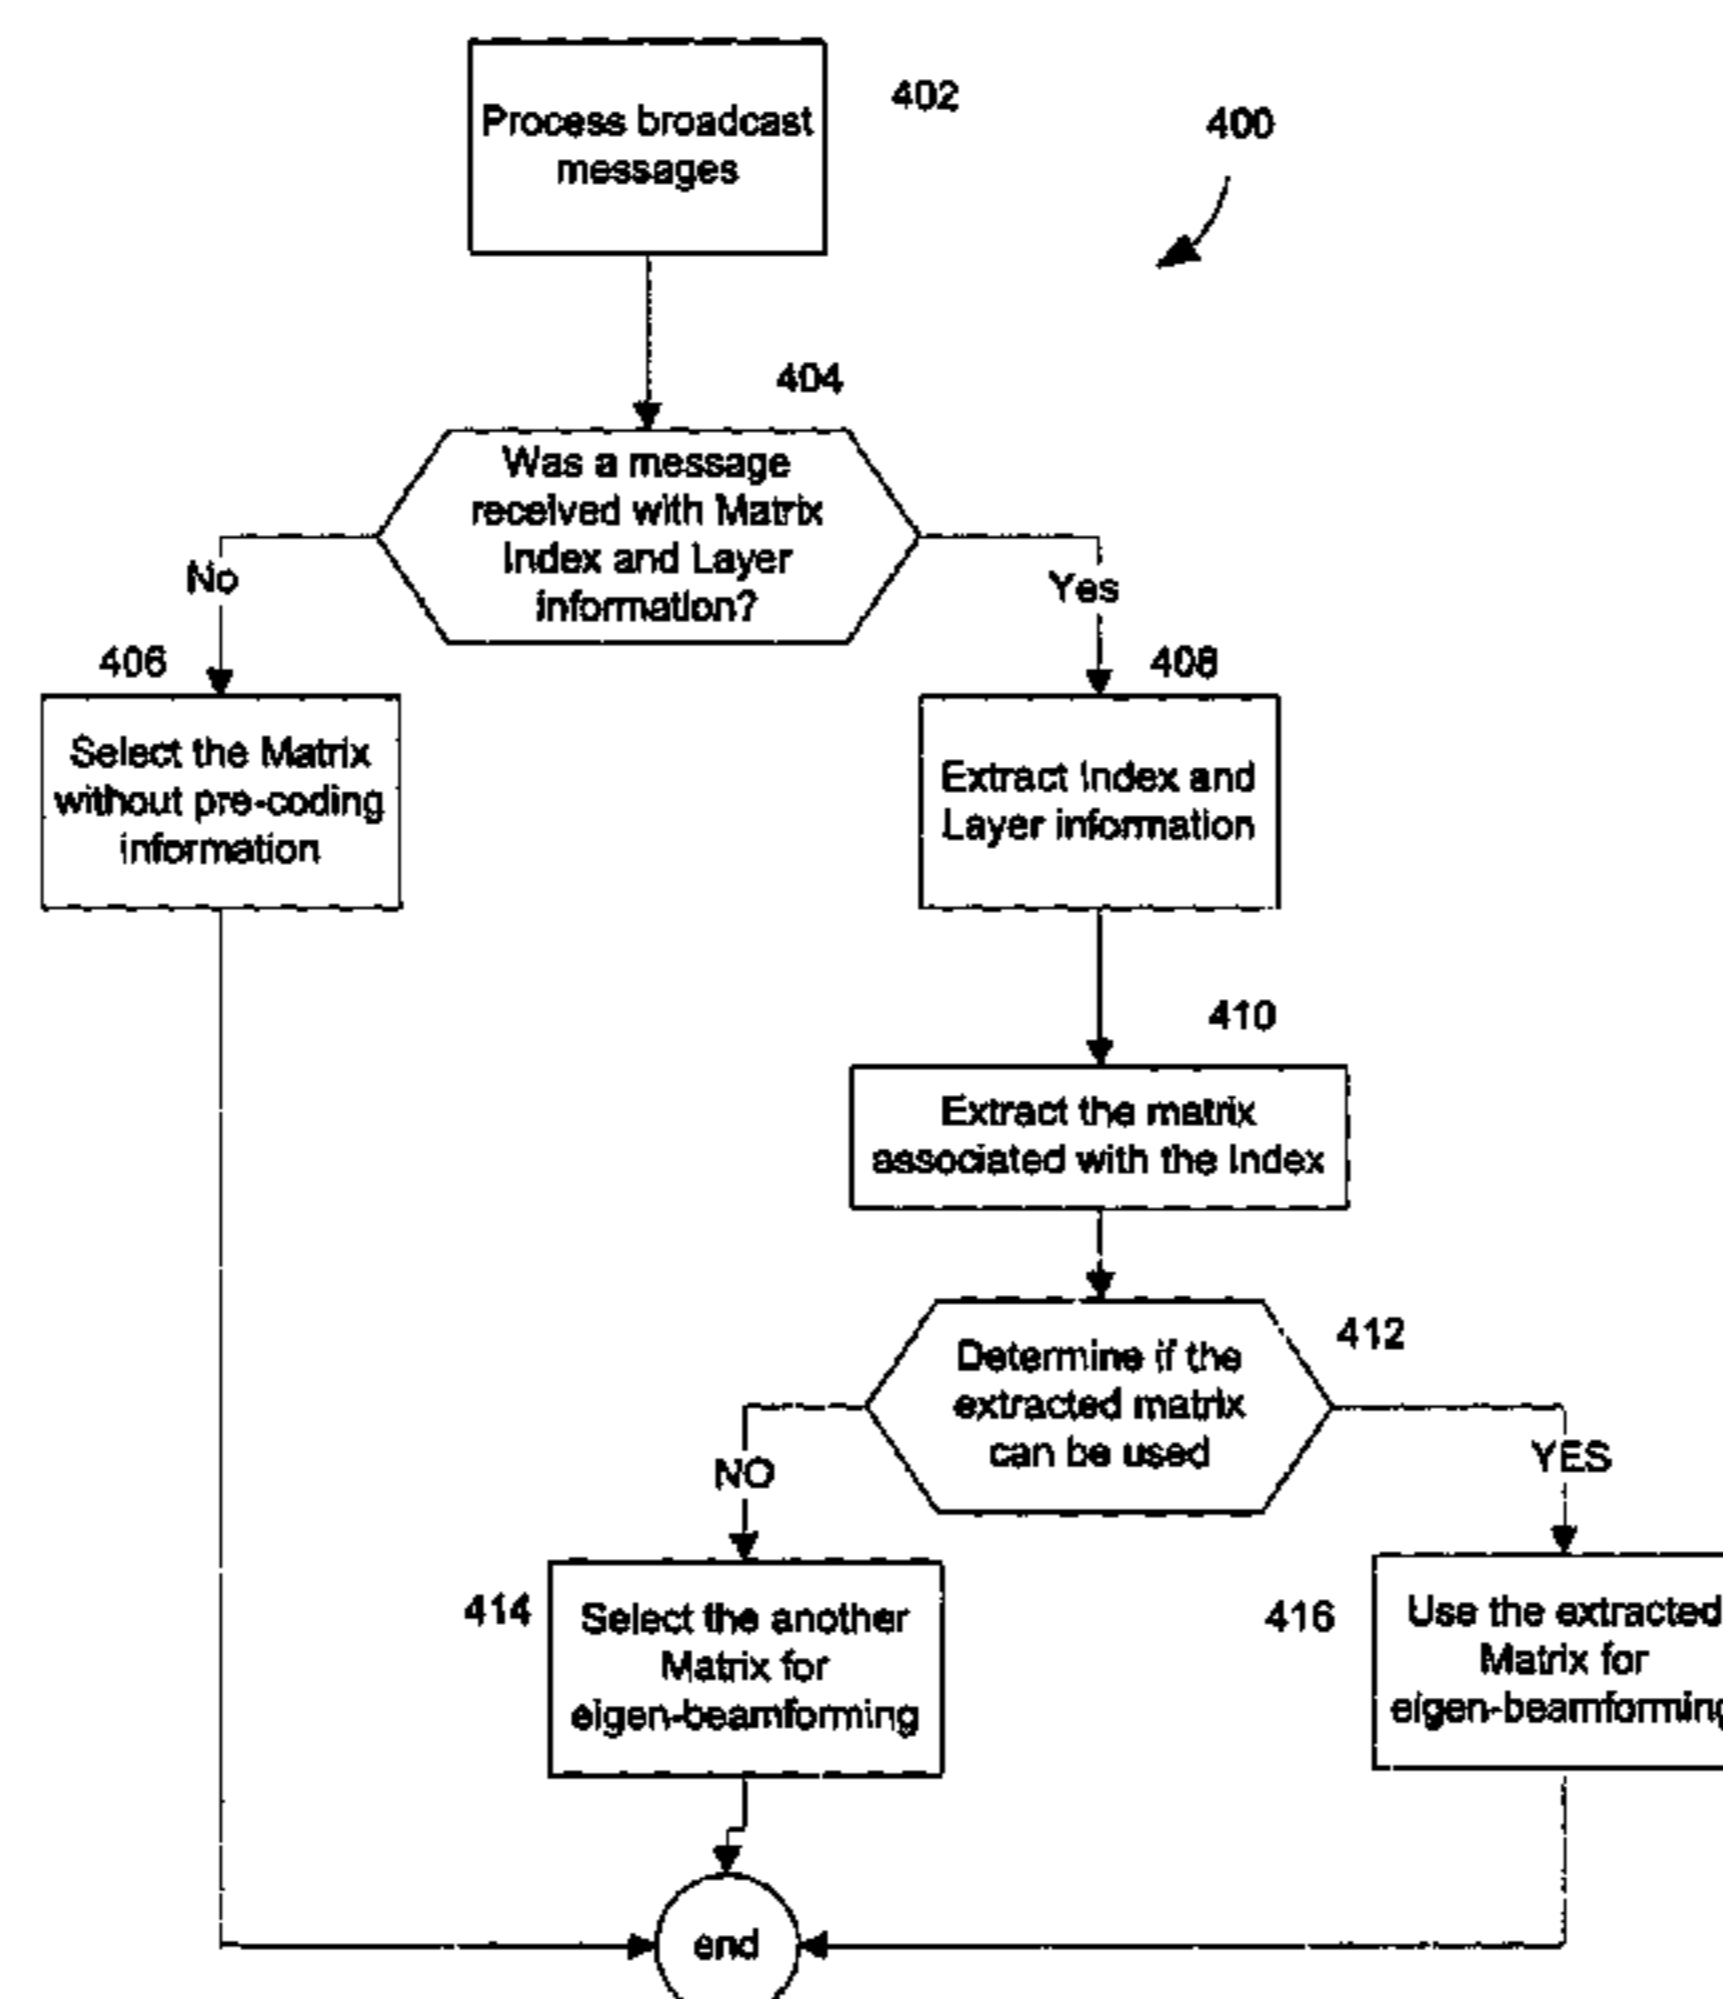 Process broadcast
messages
402
400
404
Was a message
received with Matrix
Index and Layer
information?
No
Yes
406
408
Select the Matrix
without pre-coding
information
Extract Index and
Layer information
410
Extract the matrix
associated with the Index
412
Determine if the
extracted matrix
can be used
NO
YES
414
Select the another
Matrix for
eigen-beamforming
416
Use the extracted
Matrix for
eigen-beamforming
end